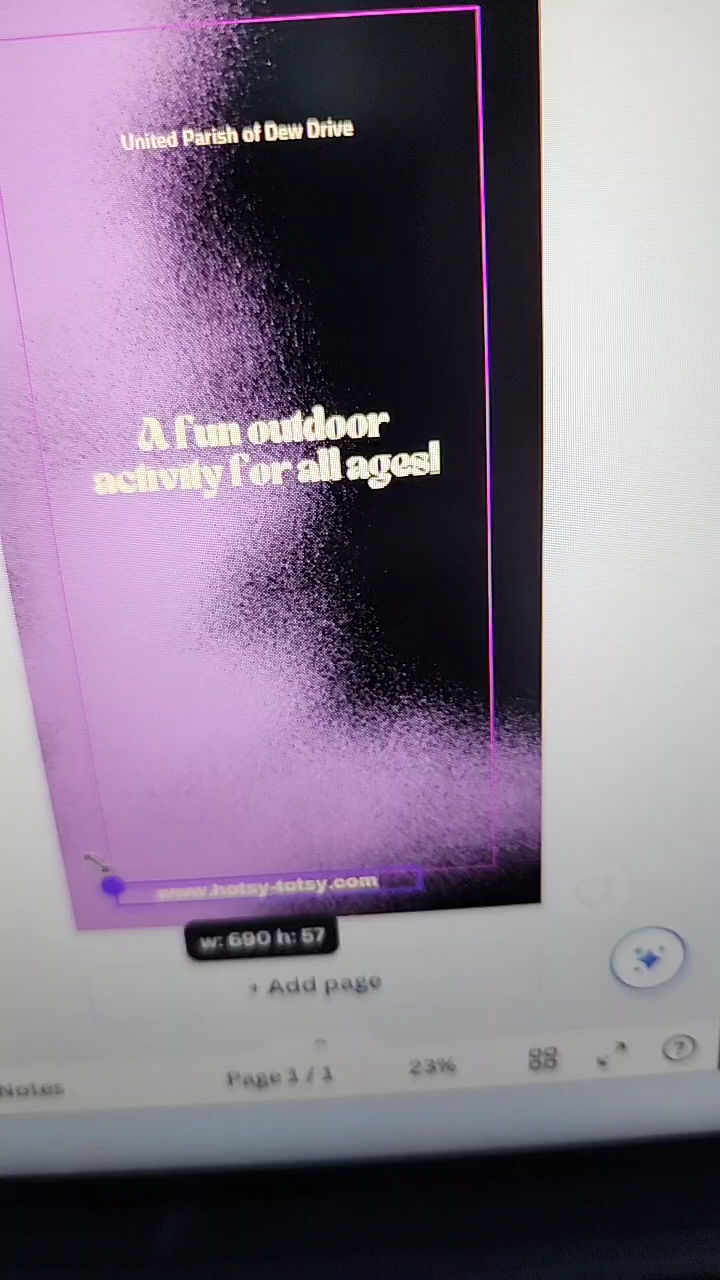 United Parish of Dew Drive
A fun outdoor
activity for all ages!
www.hotsy-totsy.com
w: 690 h: 57
+ Add page
Notes
Page 1 / 1
23%
?